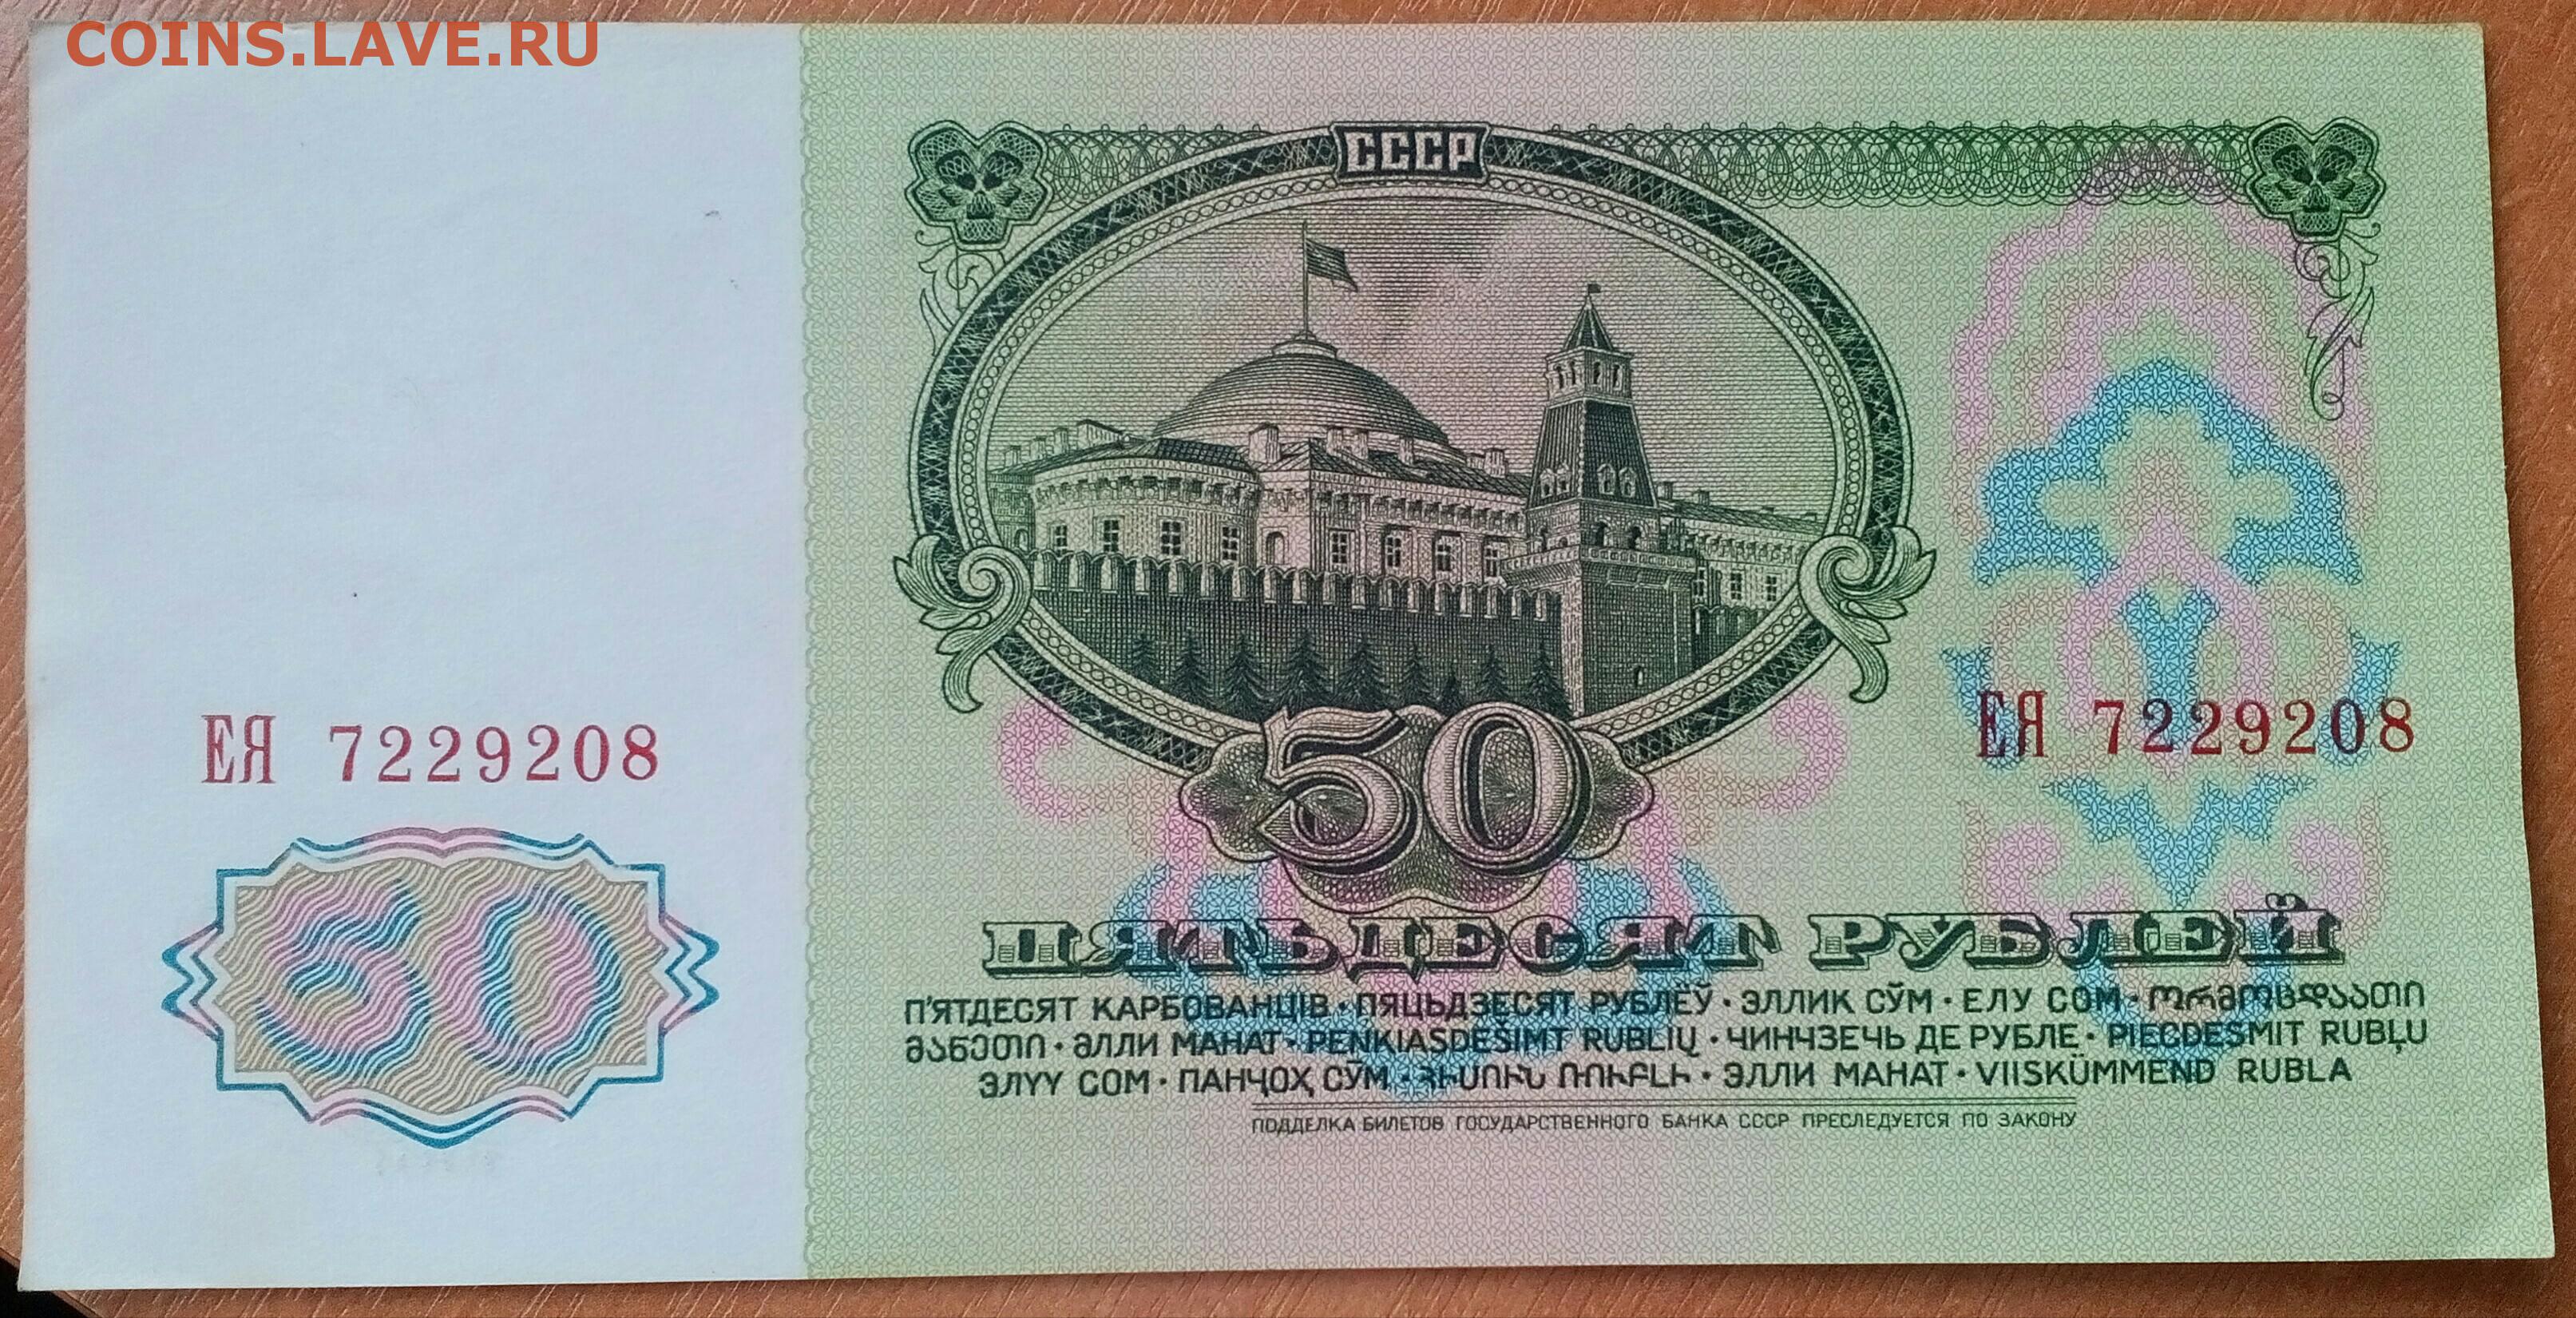 COINS.LAVE.RU
СССР
ЕЯ 7229208
ЕЯ 7229208
50
50
ПЯТЬДЕСЯТ РУБЛЕЙ
П'ЯТДЕСЯТ КАРБОВАНЦІВ · ПЯЦЬДЗЕСЯТ РУБЛЁЎ · ЭЛЛИК СЎМ · ЕЛУ СОМ · ᲝᲠᲛᲝᲪᲓᲐᲐᲗᲘ
ᲛᲐᲜᲔᲗᲘ · ӘЛЛИ МАНАТ · PENKIASDEŠIMT RUBLIŲ · ЧИНЧЗЕЧЬ ДЕ РУБЛЕ · PIECDESMIT RUBĻU
ЭЛҮҮ СОМ · ПАНҶОҲ СЎМ · ՀԻՍՈՒՆ ՌՈՒԲԼԻ · ЭЛЛИ МАНАТ · VIISKÜMMEND RUBLA
ПОДДЕЛКА БИЛЕТОВ ГОСУДАРСТВЕННОГО БАНКА СССР ПРЕСЛЕДУЕТСЯ ПО ЗАКОНУ